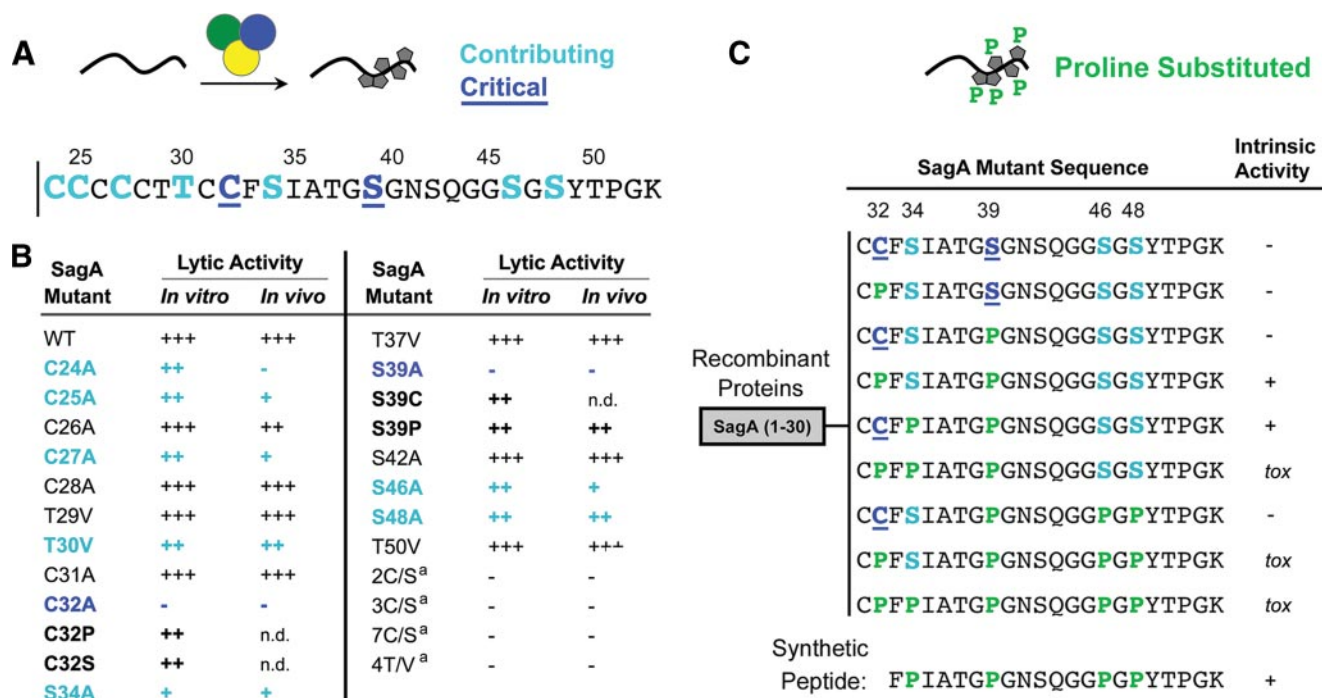 A
Contributing
Critical
25 30 35 40 45 50
CCCCCTTCCFSIATGSGNSQGGSGSYTPGK
B
SagA Mutant Lytic Activity In vitro In vivo
WT +++ +++
C24A ++ -
C25A ++ +
C26A +++ ++
C27A ++ +
C28A +++ +++
T29V +++ +++
T30V ++ ++
C31A +++ +++
C32A - -
C32P ++ n.d.
C32S ++ n.d.
S34A + +
SagA Mutant Lytic Activity In vitro In vivo
T37V +++ +++
S39A - -
S39C ++ n.d.
S39P ++ ++
S42A +++ +++
S46A ++ +
S48A ++ ++
T50V +++ +++
2C/S a - -
3C/S a - -
7C/S a - -
4T/V a - -
C
P P P P P
Proline Substituted
SagA Mutant Sequence
Intrinsic Activity
32 34 39 46 48
Recombinant Proteins
SagA (1-30)
CCFSIATGSGNSQGGSGSYTPGK -
CPFSIATGSGNSQGGSGSYTPGK -
CCFSIATGPGNSQGGSGSYTPGK -
CPFSIATGPGNSQGGSGSYTPGK +
CCFPIATGPGNSQGGSGSYTPGK +
CPFPIATGPGNSQGGSGSYTPGK tox
CCFSIATGPGNSQGGPGPYTPGK -
CPFSIATGPGNSQGGPGPYTPGK tox
CPFPIATGPGNSQGGPGPYTPGK tox
Synthetic
Peptide: FPIATGPGNSQGGPGPYTPGK +